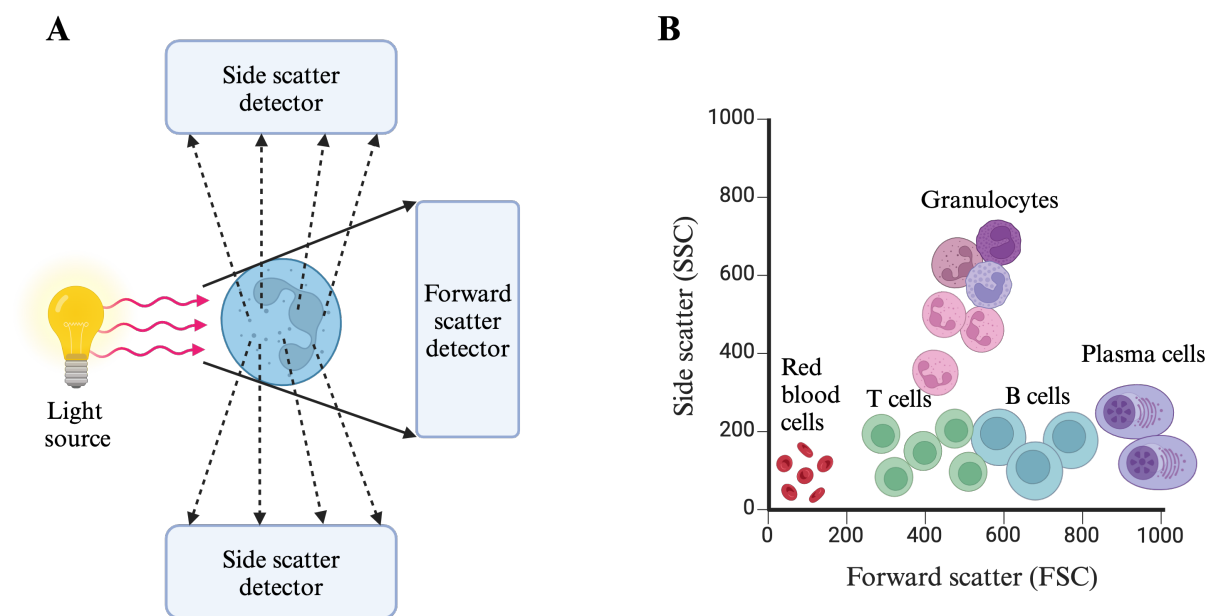 A
Side scatter
detector
Forward
scatter
detector
Light
source
Side scatter
detector
B
1000
800
600
400
200
0
Side scatter (SSC)
Granulocytes
Red
blood
cells
T cells
B cells
Plasma cells
0 200 400 600 800 1000
Forward scatter (FSC)